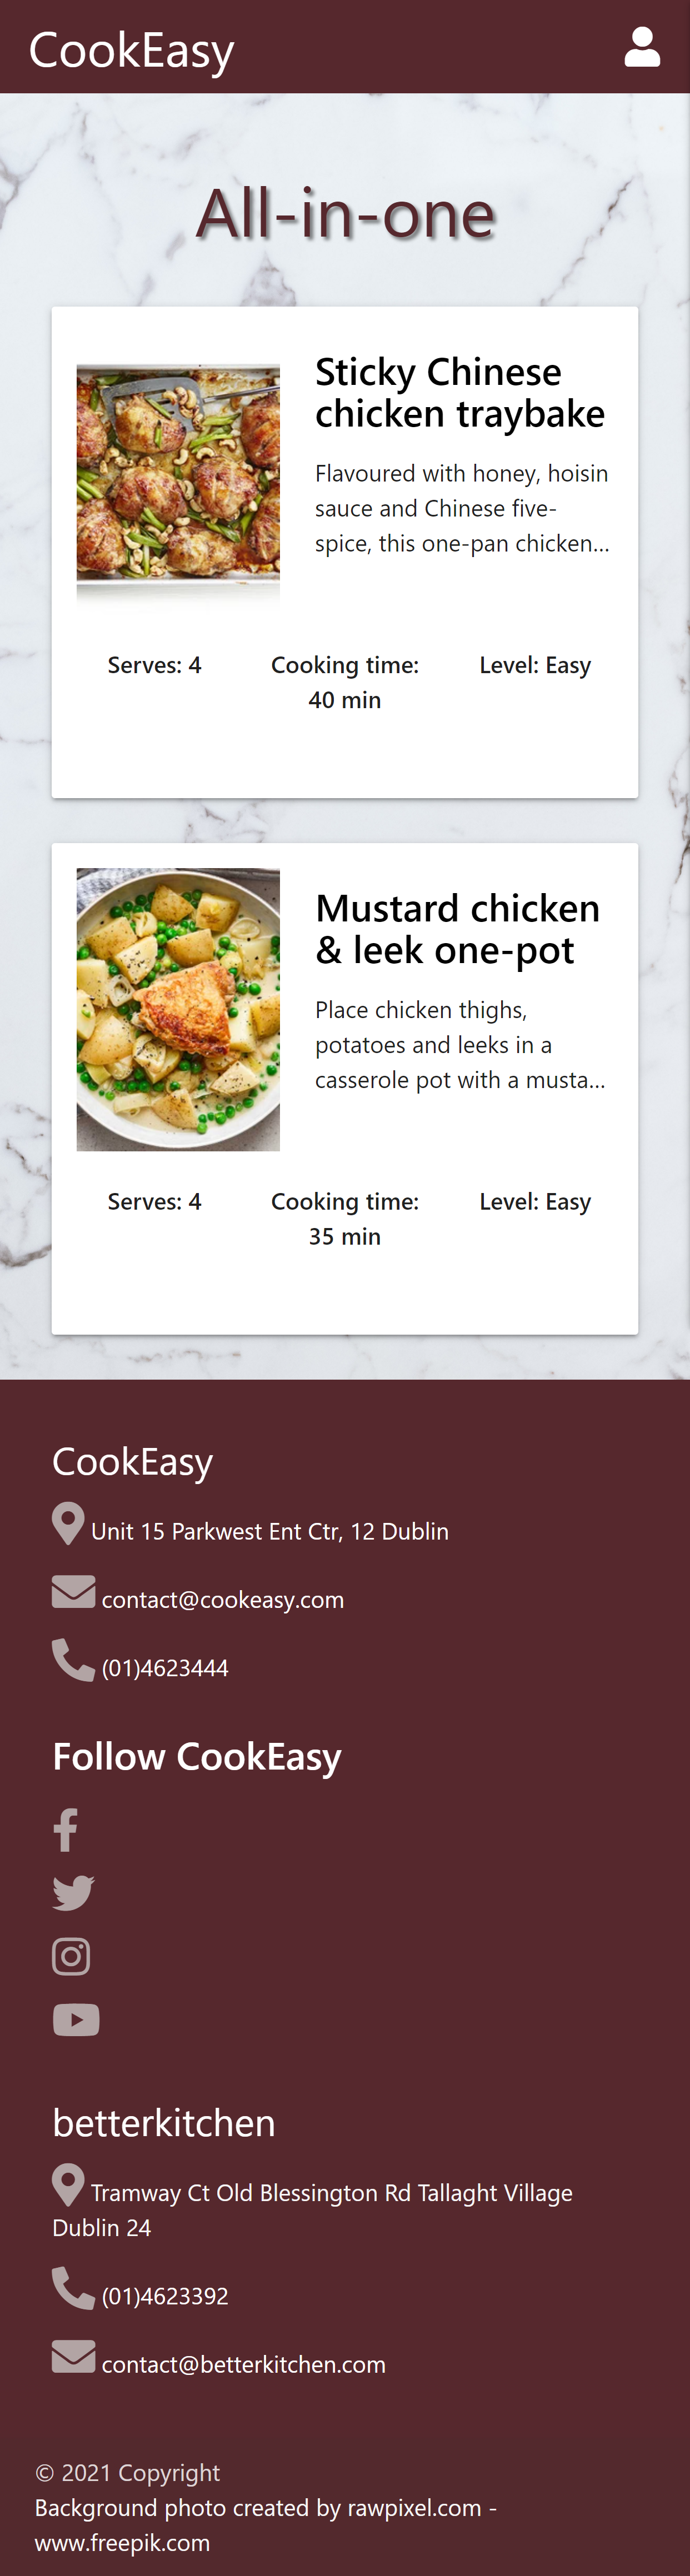 CookEasy
All-in-one
Sticky Chinese
chicken traybake
Flavoured with honey, hoisin
sauce and Chinese five-
spice, this one-pan chicken...
Serves: 4
Cooking time:
40 min
Level: Easy
Mustard chicken
& leek one-pot
Place chicken thighs,
potatoes and leeks in a
casserole pot with a musta...
Serves: 4
Cooking time:
35 min
Level: Easy
CookEasy
Unit 15 Parkwest Ent Ctr, 12 Dublin
contact@cookeasy.com
(01)4623444
Follow CookEasy
betterkitchen
Tramway Ct Old Blessington Rd Tallaght Village
Dublin 24
(01)4623392
contact@betterkitchen.com
© 2021 Copyright
Background photo created by rawpixel.com -
www.freepik.com